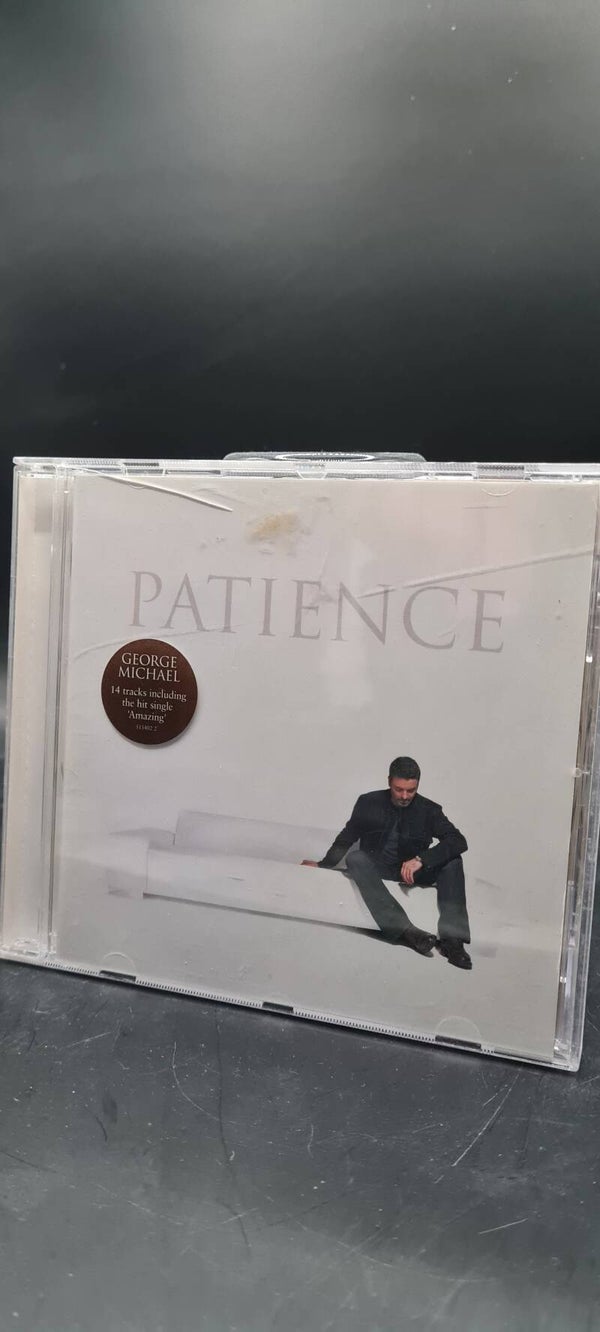 PATIENCE
GEORGE
MICHAEL
14 tracks including
the hit single
'Amazing'